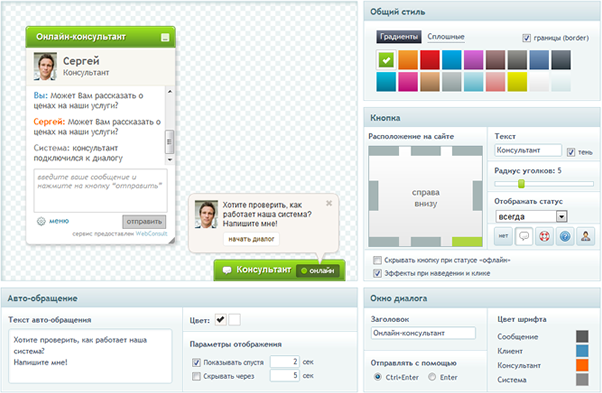 Онлайн-консультант
Сергей
Консультант
Вы: Может Вам рассказать о
ценах на наши услуги?
Сергей: Может Вам рассказать о
ценах на наши услуги?
Система: консультант
подключился к диалогу
введите ваше сообщение и
нажмите на кнопку "отправить"
меню
отправить
сервис предоставлен WebConsult
Хотите проверить, как
работает наша система?
Напишите мне!
начать диалог
Консультант
онлайн
Общий стиль
Градиенты
Сплошные
границы (border)
Кнопка
Расположение на сайте
справа
внизу
Текст
Консультант
тень
Радиус уголков: 5
Отображать статус
всегда
нет
Скрывать кнопку при статусе "офлайн"
Эффекты при наведении и клике
Авто-обращение
Текст авто-обращения
Хотите проверить, как работает наша
система?
Напишите мне!
Цвет:
Параметры отображения
Показывать спустя 2 сек
Скрывать через 5 сек
Окно диалога
Заголовок
Онлайн-консультант
Отправлять с помощью
Ctrl+Enter
Enter
Цвет шрифта
Сообщение
Клиент
Консультант
Система